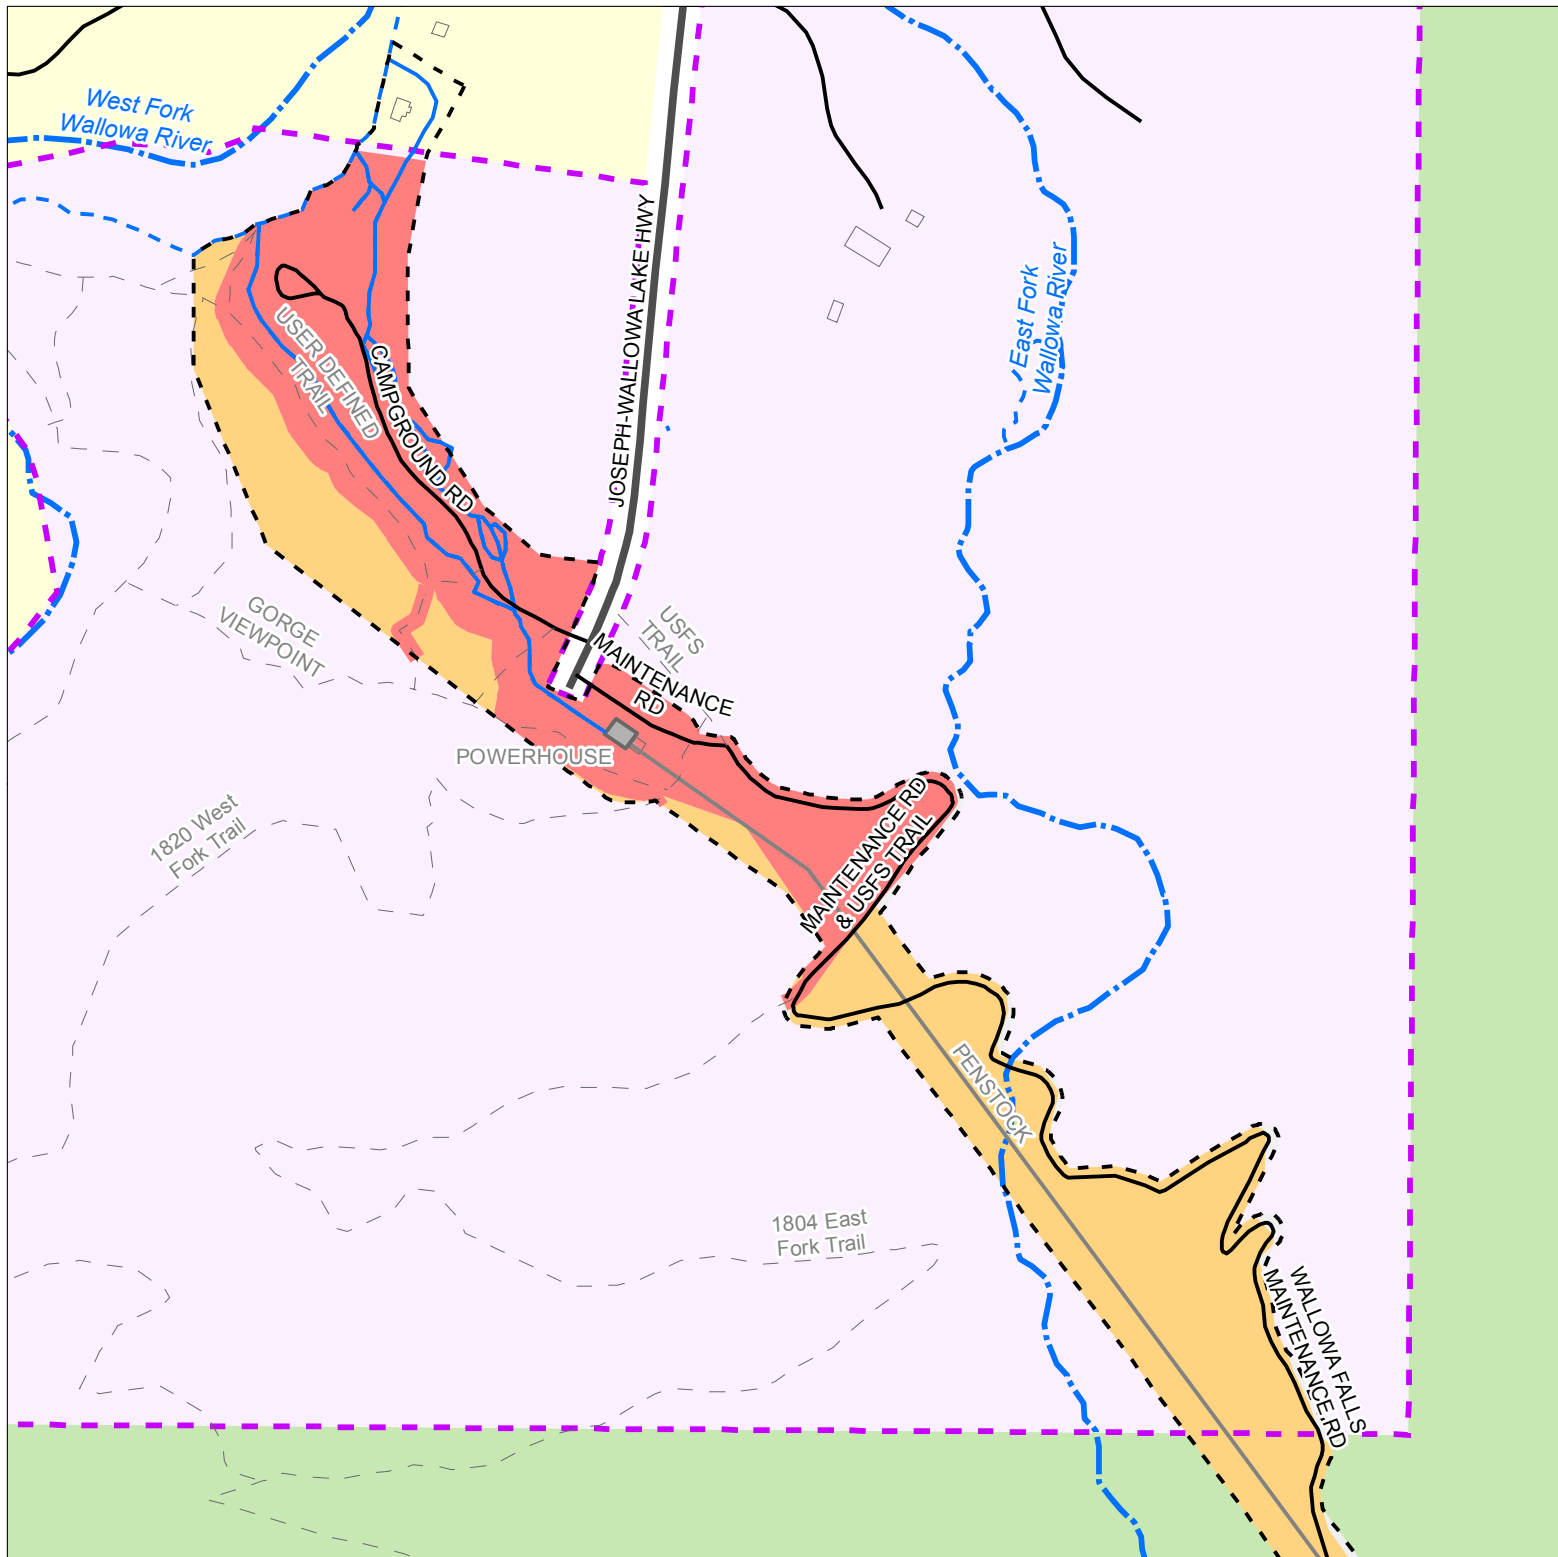 West Fork
Wallowa River
JOSEPH-WALLOWA LAKE HWY
East Fork
Wallowa River
USER DEFINED
TRAIL
CAMPGROUND RD
GORGE
VIEWPOINT
USFS
TRAIL
MAINTENANCE
RD
POWERHOUSE
1820 West
Fork Trail
MAINTENANCE RD
& USFS TRAIL
PENSTOCK
1804 East
Fork Trail
WALLOWA FALLS
MAINTENANCE RD